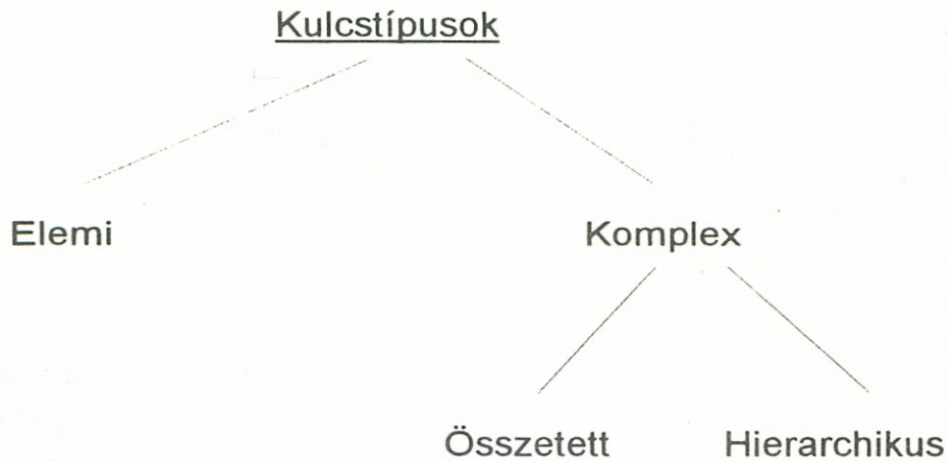 Kulcstípusok
Elemi
Komplex
Összetett
Hierarchikus